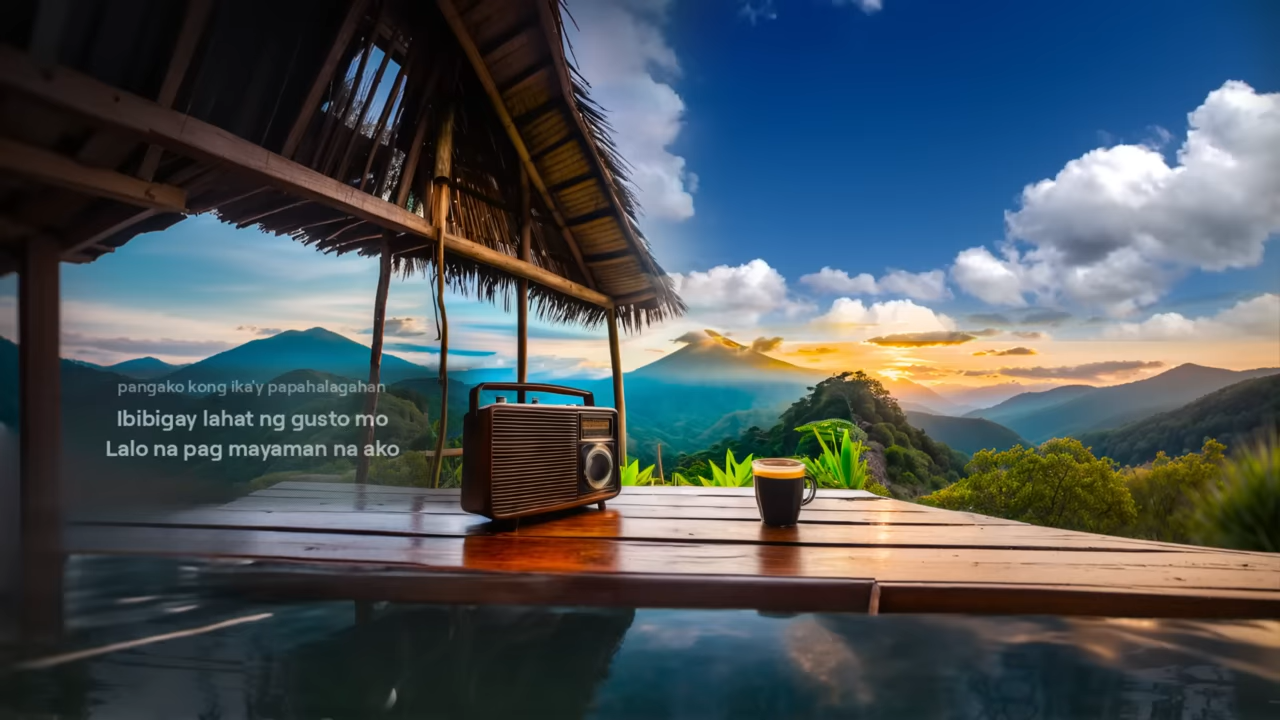 pangako kong ika'y papahalagahan
Ibibigay lahat ng gusto mo
Lalo na pag mayaman na ako